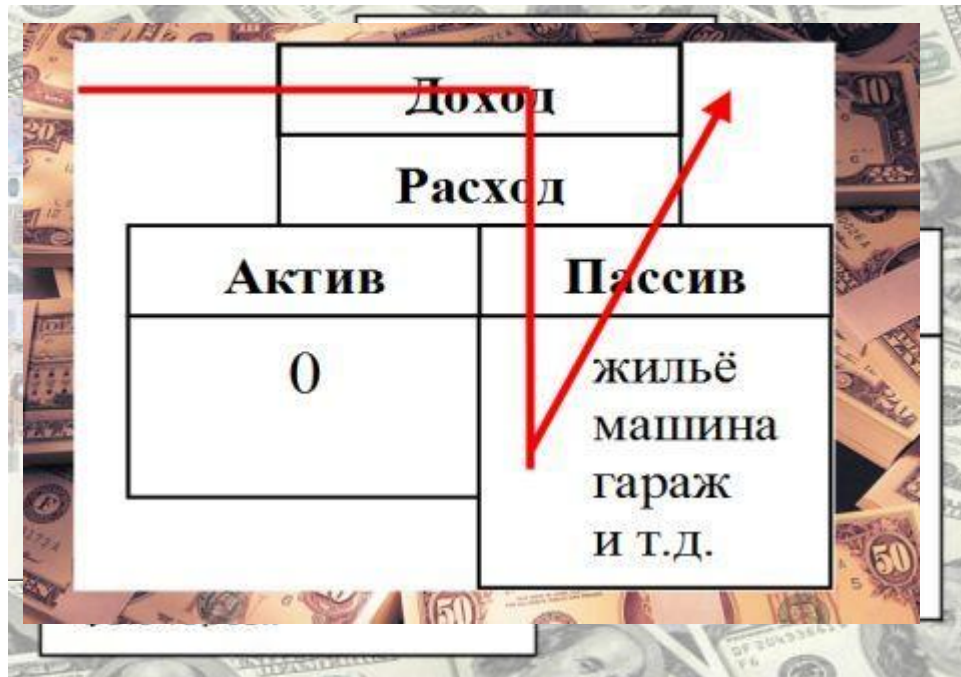 Доход
Расход
Актив
Пассив
0
жильё
машина
гараж
и т.д.